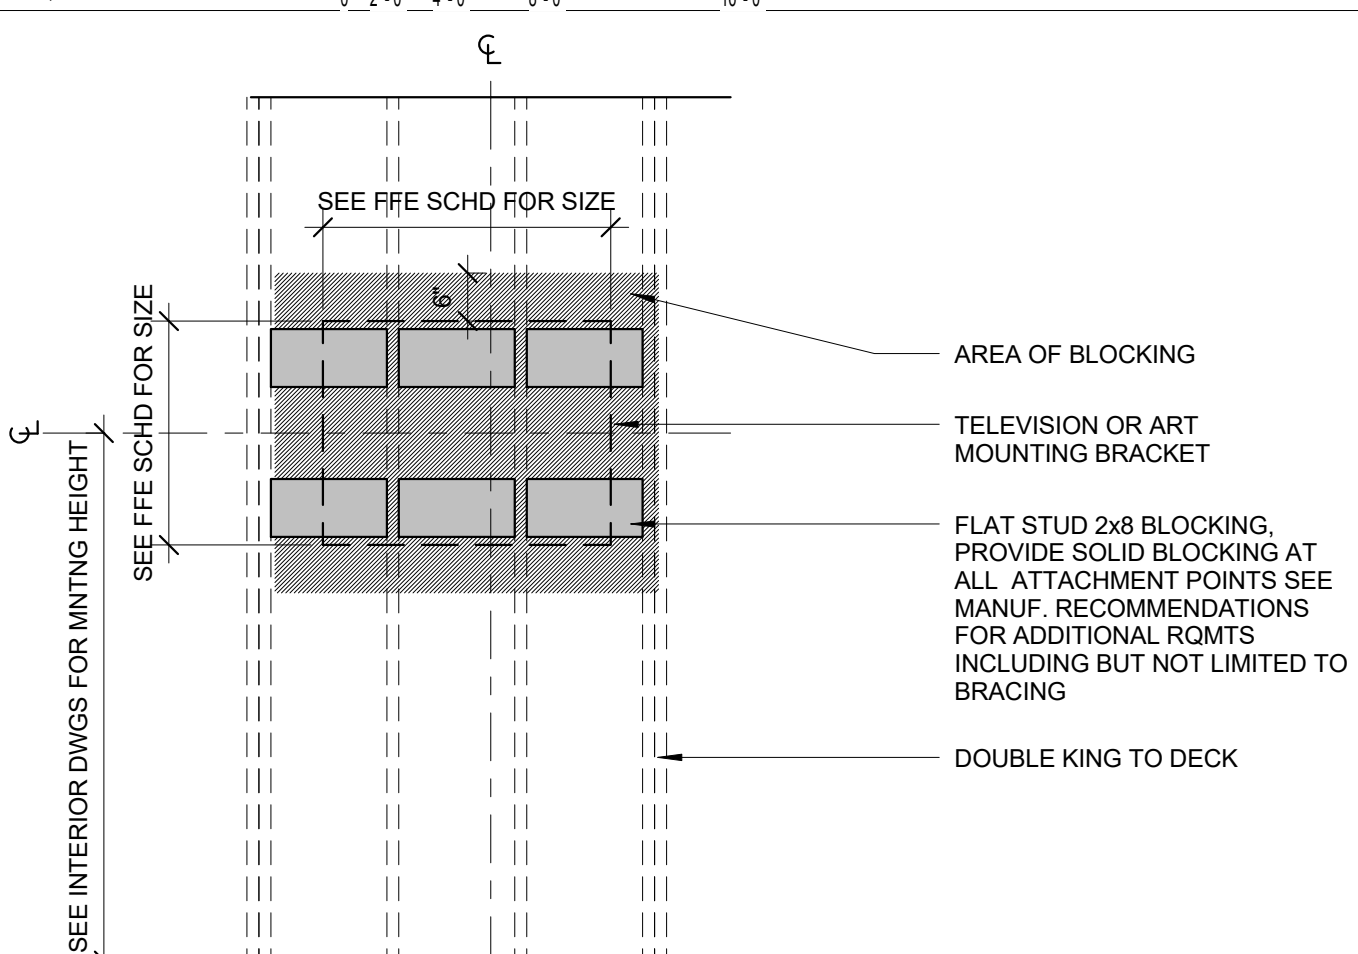 ℄
SEE FFE SCHD FOR SIZE
6"
SEE FFE SCHD FOR SIZE
℄
SEE INTERIOR DWGS FOR MNTNG HEIGHT
AREA OF BLOCKING
TELEVISION OR ART
MOUNTING BRACKET
FLAT STUD 2x8 BLOCKING,
PROVIDE SOLID BLOCKING AT
ALL ATTACHMENT POINTS SEE
MANUF. RECOMMENDATIONS
FOR ADDITIONAL RQMTS
INCLUDING BUT NOT LIMITED TO
BRACING
DOUBLE KING TO DECK